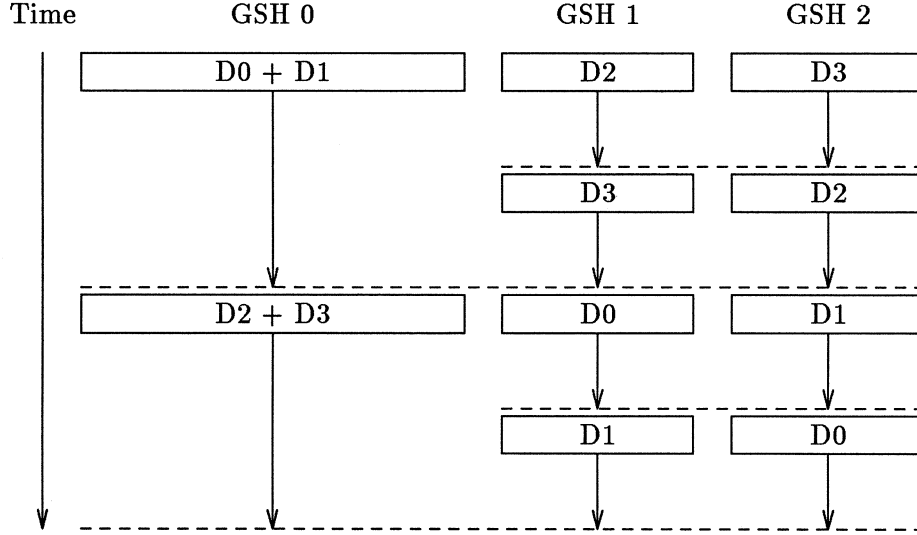 Time GSH 0 GSH 1 GSH 2
D0 + D1 D2 D3
D3 D2
D2 + D3 D0 D1
D1 D0